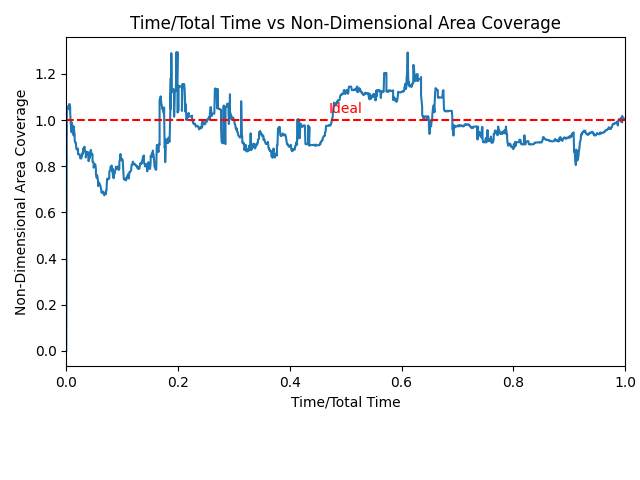 Time/Total Time vs Non-Dimensional Area Coverage
Non-Dimensional Area Coverage
1.2
1.0
0.8
0.6
0.4
0.2
0.0
Ideal
0.0 0.2 0.4 0.6 0.8 1.0
Time/Total Time